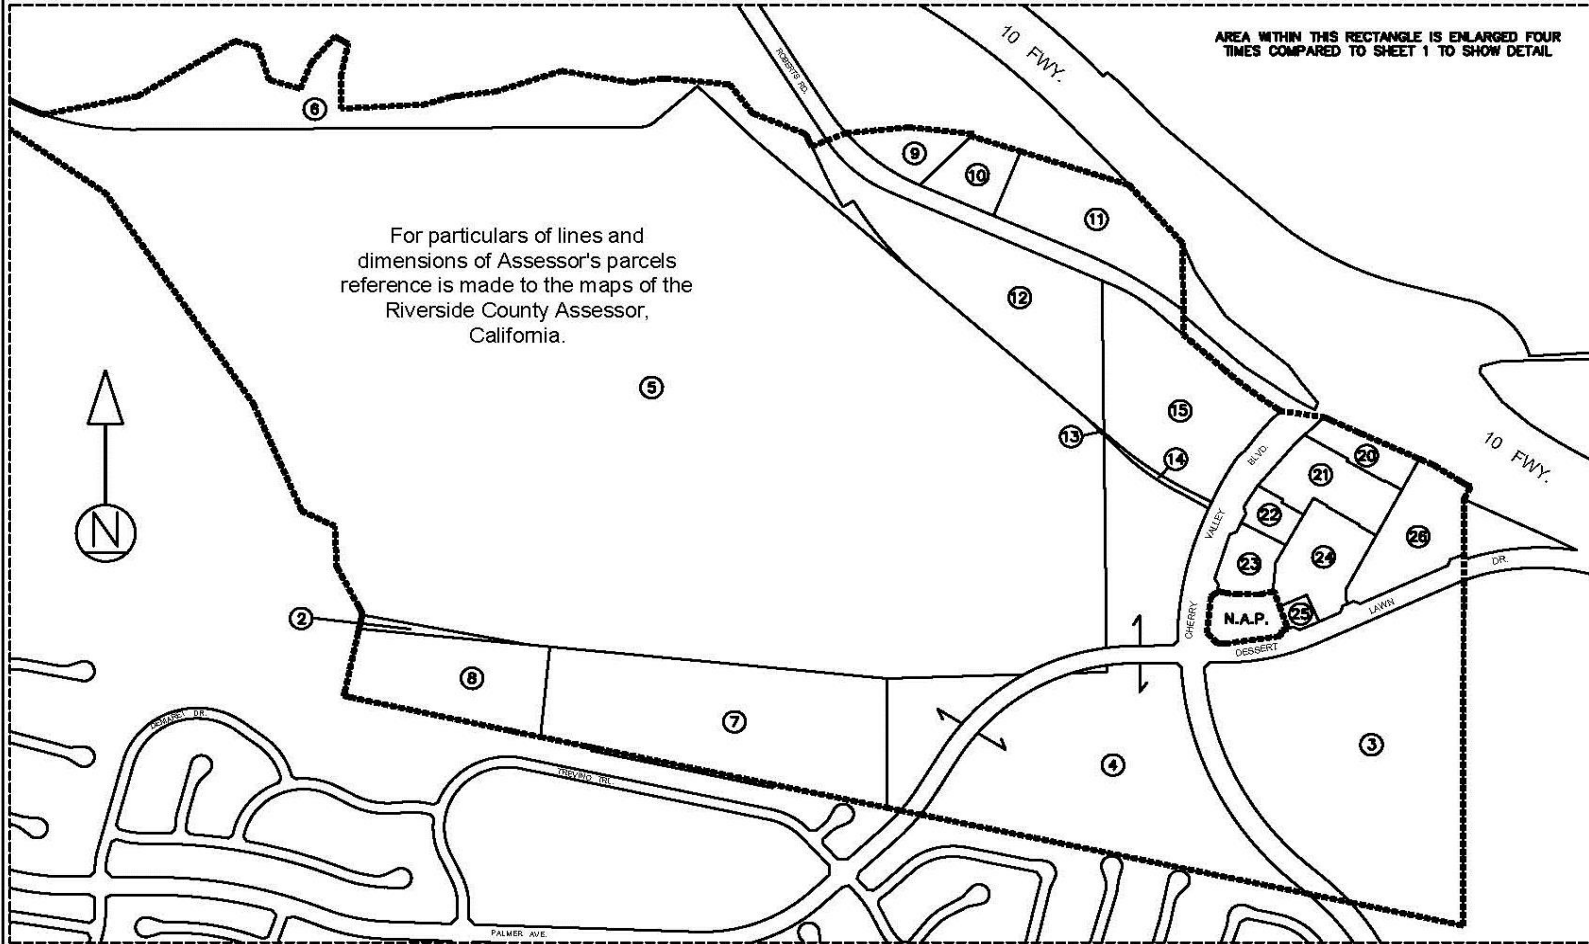 AREA WITHIN THIS RECTANGLE IS ENLARGED FOUR
TIMES COMPARED TO SHEET 1 TO SHOW DETAIL
10 FWY.
ROBERTS RD.
6
9
10
11
For particulars of lines and
dimensions of Assessor's parcels
reference is made to the maps of the
Riverside County Assessor,
California.
12
5
15
13
14
BLVD.
20
10 FWY.
21
22
VALLEY
26
N
23
24
DR.
CHERRY
N.A.P.
25
LAWN
2
DESSERT
8
7
DEMARET DR.
3
4
TREVINO TRL.
PALMER AVE.